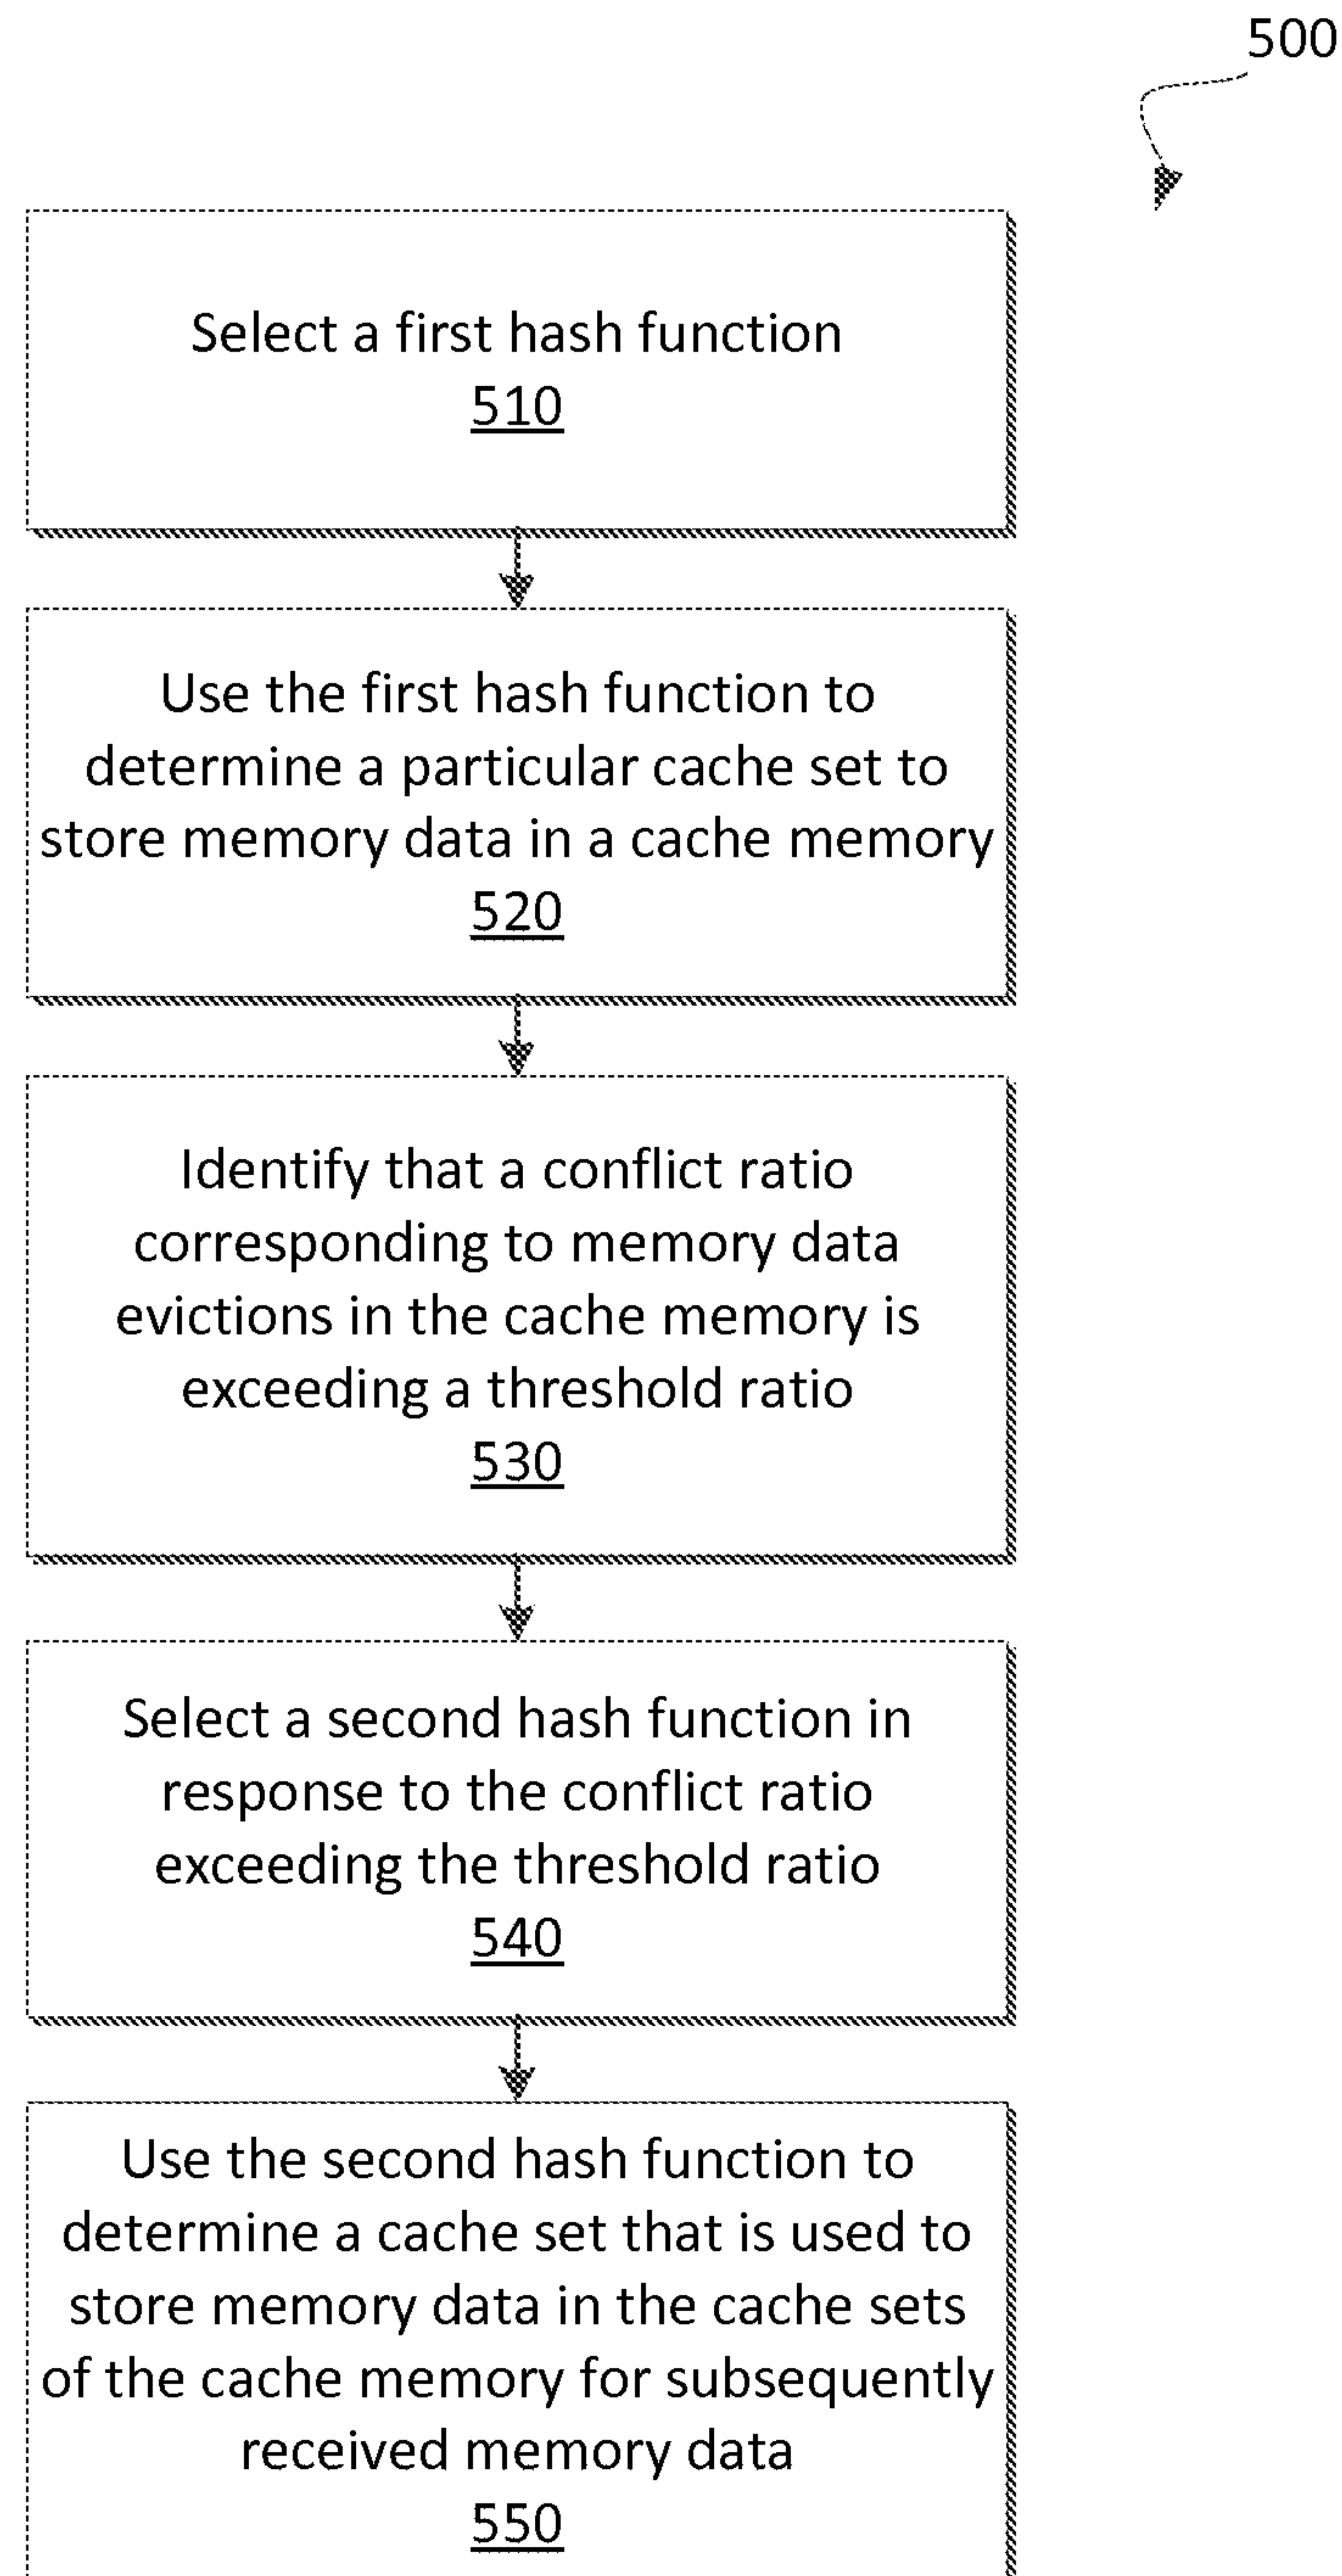 500
Select a first hash function
510
Use the first hash function to
determine a particular cache set to
store memory data in a cache memory
520
Identify that a conflict ratio
corresponding to memory data
evictions in the cache memory is
exceeding a threshold ratio
530
Select a second hash function in
response to the conflict ratio
exceeding the threshold ratio
540
Use the second hash function to
determine a cache set that is used to
store memory data in the cache sets
of the cache memory for subsequently
received memory data
550